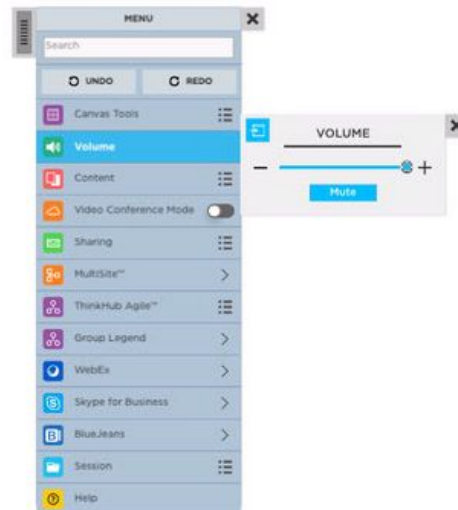 MENU
Search
UNDO REDO
Canvas Tools
Volume
Content
Video Conference Mode
Sharing
MultiSite™
ThinkHub Agile™
Group Legend
WebEx
Skype for Business
BlueJeans
Session
Help
VOLUME
Mute